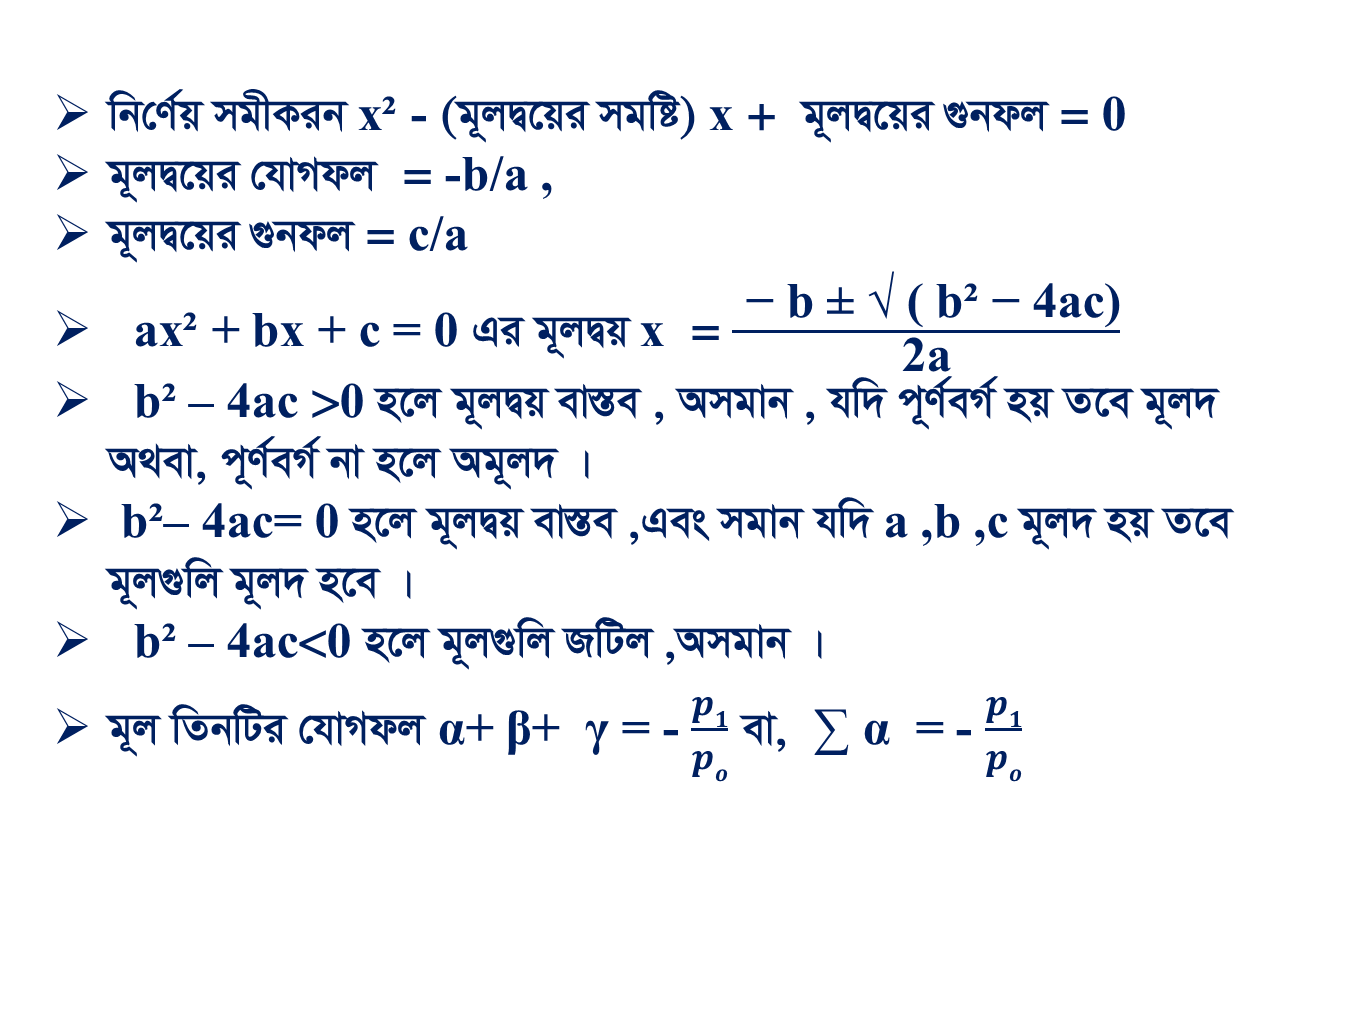 ➢ নির্ণেয় সমীকরন x² - (মূলদ্বয়ের সমষ্টি) x + মূলদ্বয়ের গুনফল = 0
➢ মূলদ্বয়ের যোগফল = -b/a ,
➢ মূলদ্বয়ের গুনফল = c/a
➢ ax² + bx + c = 0 এর মূলদ্বয় x = (− b ± √ ( b² − 4ac)) / 2a
➢ b² – 4ac >0 হলে মূলদ্বয় বাস্তব , অসমান , যদি পূর্ণবর্গ হয় তবে মূলদ
অথবা, পূর্ণবর্গ না হলে অমূলদ ।
➢ b²– 4ac= 0 হলে মূলদ্বয় বাস্তব ,এবং সমান যদি a ,b ,c মূলদ হয় তবে
মূলগুলি মূলদ হবে ।
➢ b² – 4ac<0 হলে মূলগুলি জটিল ,অসমান ।
➢ মূল তিনটির যোগফল α+ β+ γ = - p₁/pₒ বা, ∑ α = - p₁/pₒ